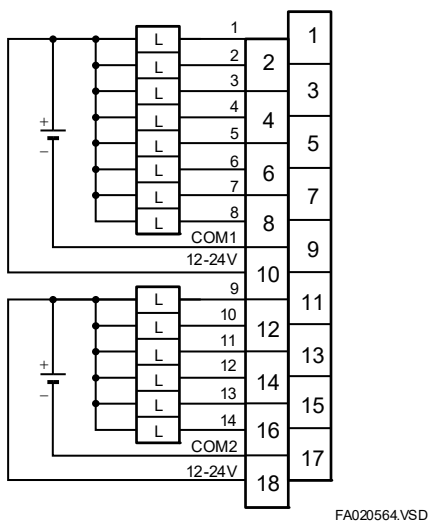 1
L 1
2
L 2
3
L 3
4
L 4
+
5
L 5
−
6
L 6
7
L 7
8
L 8
COM1
9
12-24V
10
L 9
11
L 10
12
L 11
13
L 12
+
14
−
L 13
15
L 14
16
COM2
17
12-24V
18
FA020564.VSD